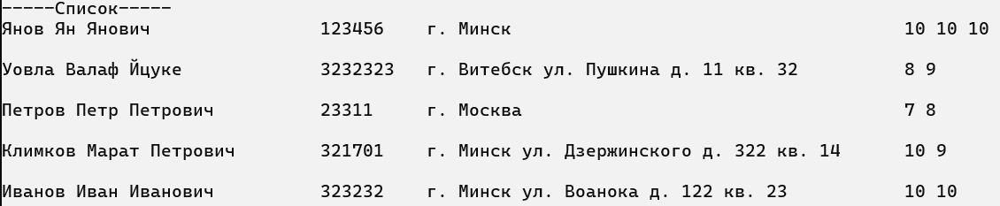 -----Список-----
Янов Ян Янович 123456 г. Минск 10 10 10
Уовла Валаф Йцуке 3232323 г. Витебск ул. Пушкина д. 11 кв. 32 8 9
Петров Петр Петрович 23311 г. Москва 7 8
Климков Марат Петрович 321701 г. Минск ул. Дзержинского д. 322 кв. 14 10 9
Иванов Иван Иванович 323232 г. Минск ул. Воанока д. 122 кв. 23 10 10